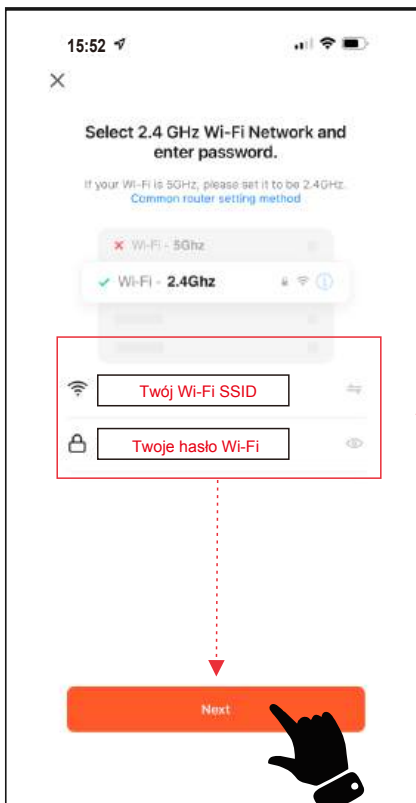 15:52
Select 2.4 GHz Wi-Fi Network and
enter password.
If your Wi-Fi is 5GHz, please set it to be 2.4GHz.
Common router setting method
Wi-Fi - 5Ghz
Wi-Fi - 2.4Ghz
Twój Wi-Fi SSID
Twoje hasło Wi-Fi
Next